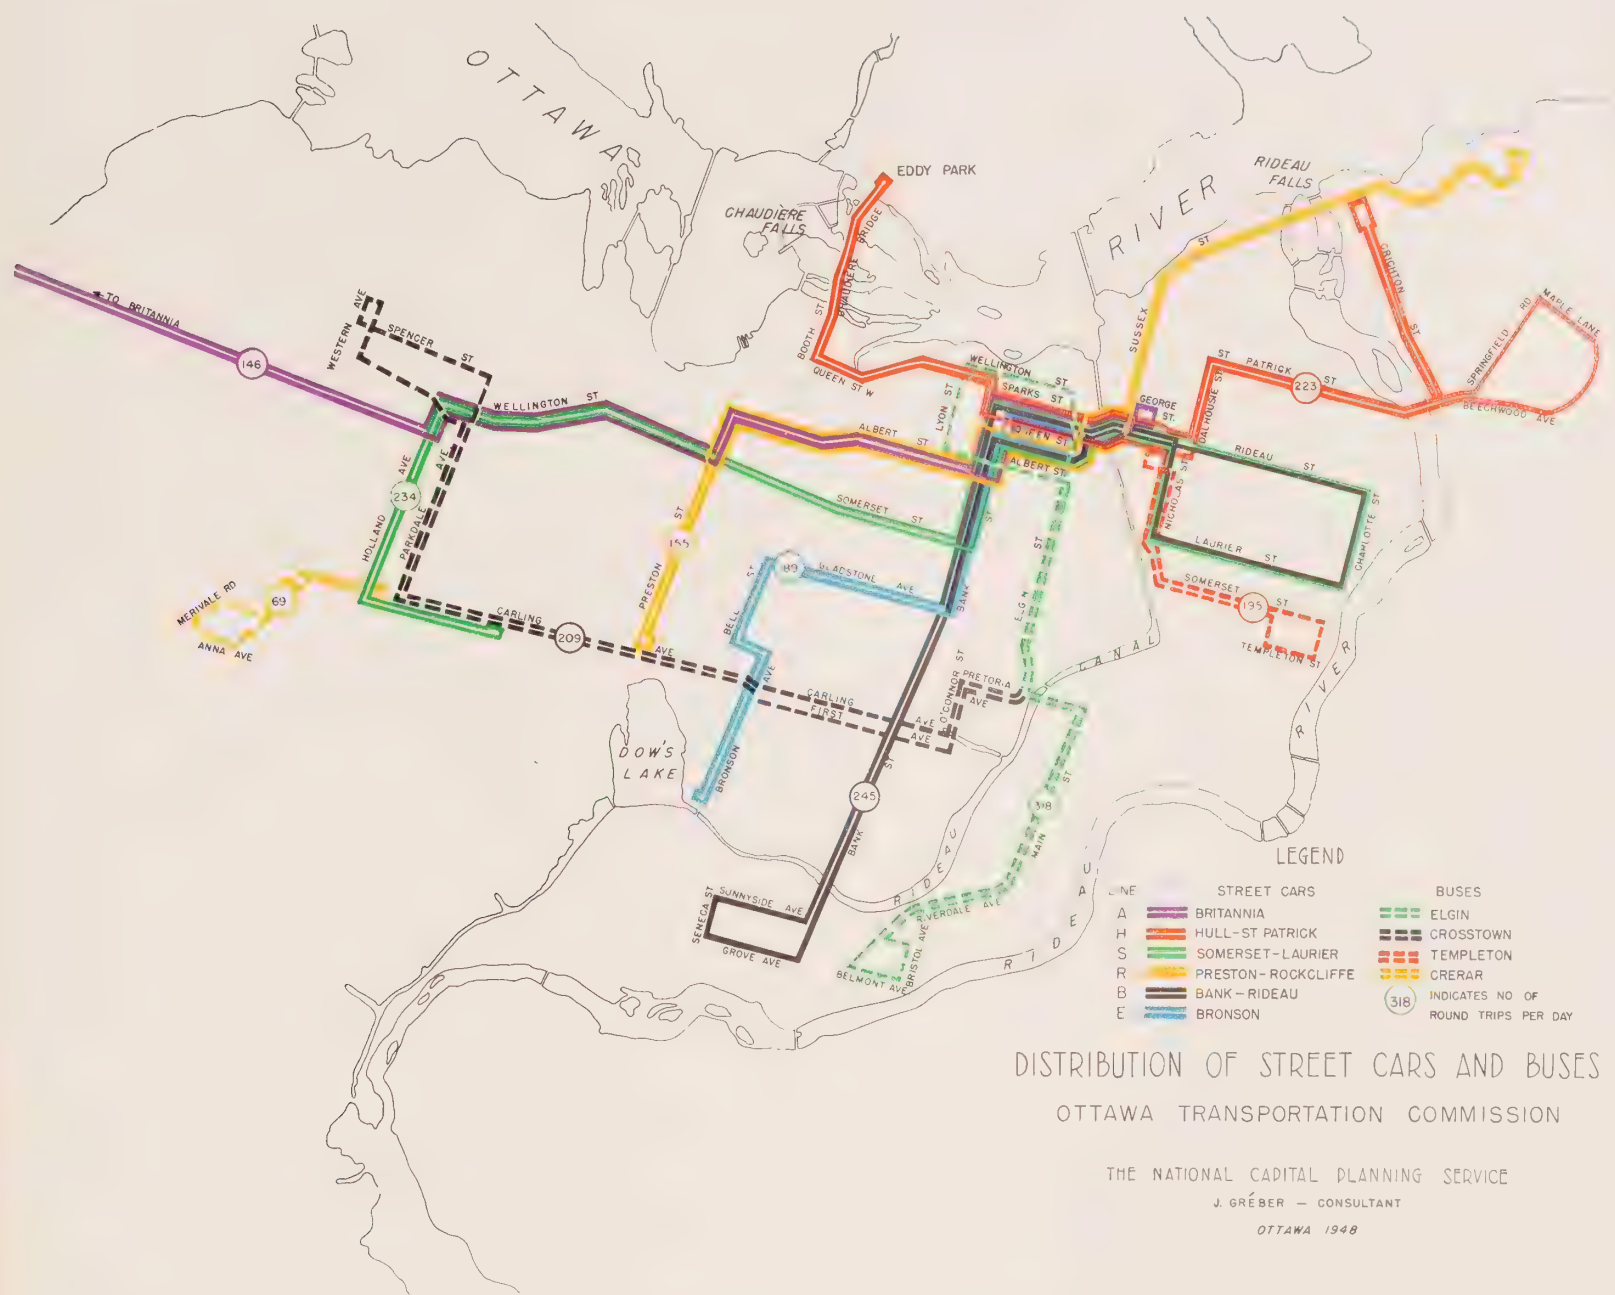 OTTAWA
RIVER
EDDY PARK
RIDEAU
FALLS
CHAUDIÈRE
FALLS
CHAUDIERE BRIDGE
BOOTH ST
QUEEN ST W
← TO BRITANNIA
146
WESTERN AVE
SPENCER ST
WELLINGTON ST
WELLINGTON ST
SPARKS ST
LYON ST
QUEEN ST
ALBERT ST
ALBERT ST
GEORGE ST.
SUSSEX ST
DALHOUSIE ST
ST PATRICK ST
223
CRICHTON ST
SPRINGFIELD RD
MAPLE LANE
BEECHWOOD AVE
RIDEAU ST
CHARLOTTE ST
LAURIER ST
NICHOLAS ST
SOMERSET ST
195
TEMPLETON ST
HOLLAND AVE
234
PARKDALE AVE
SOMERSET ST
PRESTON ST
155
MERIVALE RD
69
ANNA AVE
CARLING AVE
209
BELL ST
89
GLADSTONE AVE
BANK ST
ELGIN ST
CARLING AVE
FIRST AVE
O'CONNOR ST
PRETORIA AVE
BRONSON AVE
DOW'S
LAKE
245
BANK ST
318
MAIN ST
RIDEAU CANAL
RIDEAU RIVER
SENECA ST
SUNNYSIDE AVE
GROVE AVE
RIVERDALE AVE
BRISTOL AVE
BELMONT AVE
LEGEND
LINE STREET CARS BUSES
A BRITANNIA ELGIN
H HULL-ST PATRICK CROSSTOWN
S SOMERSET-LAURIER TEMPLETON
R PRESTON-ROCKCLIFFE CRERAR
B BANK-RIDEAU 318 INDICATES NO OF
E BRONSON ROUND TRIPS PER DAY
DISTRIBUTION OF STREET CARS AND BUSES
OTTAWA TRANSPORTATION COMMISSION
THE NATIONAL CAPITAL PLANNING SERVICE
J. GRÉBER — CONSULTANT
OTTAWA 1948